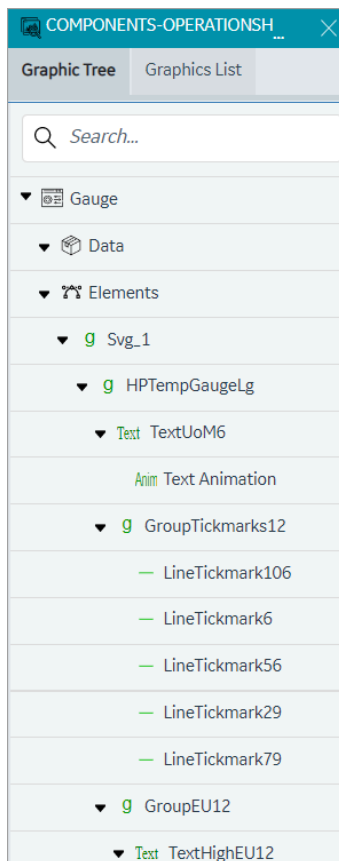 COMPONENTS-OPERATIONSH...
Graphic Tree Graphics List
Search...
Gauge
Data
Elements
g Svg_1
g HPTempGaugeLg
Text TextUoM6
Anim Text Animation
g GroupTickmarks12
LineTickmark106
LineTickmark6
LineTickmark56
LineTickmark29
LineTickmark79
g GroupEU12
Text TextHighEU12